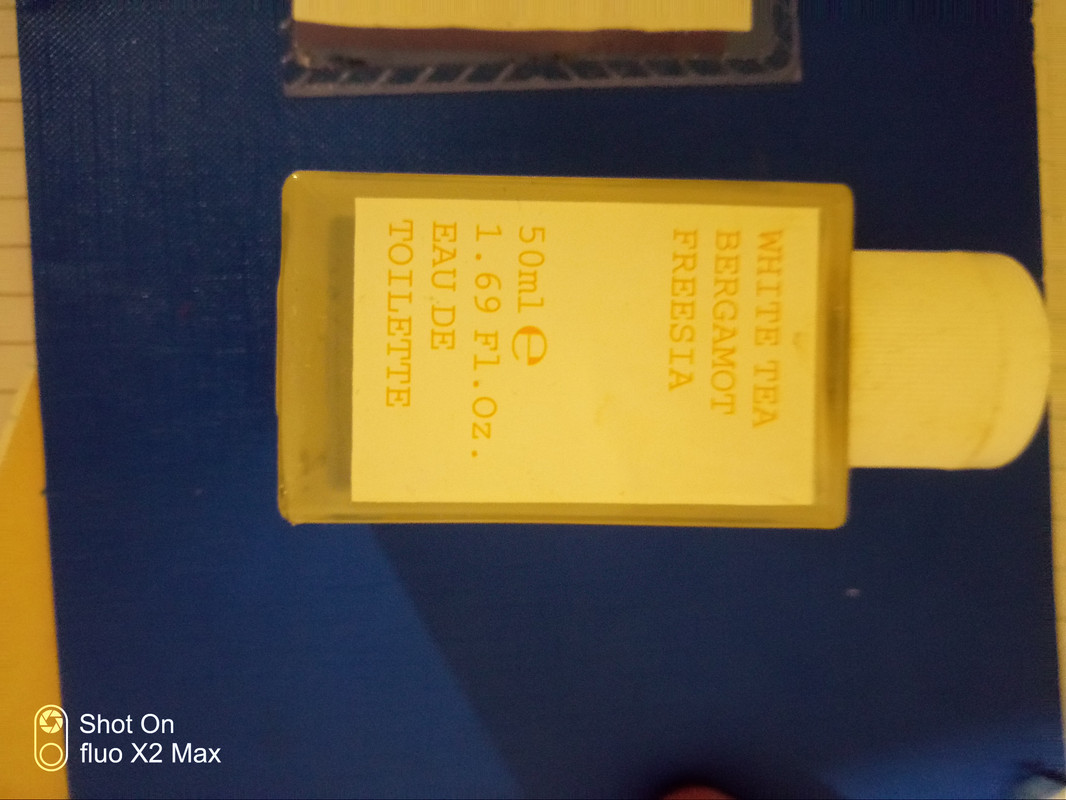 WHITE TEA
BERGAMOT
FREESIA
50ml e
1.69 Fl.Oz.
EAU DE
TOILETTE
Shot On
fluo X2 Max